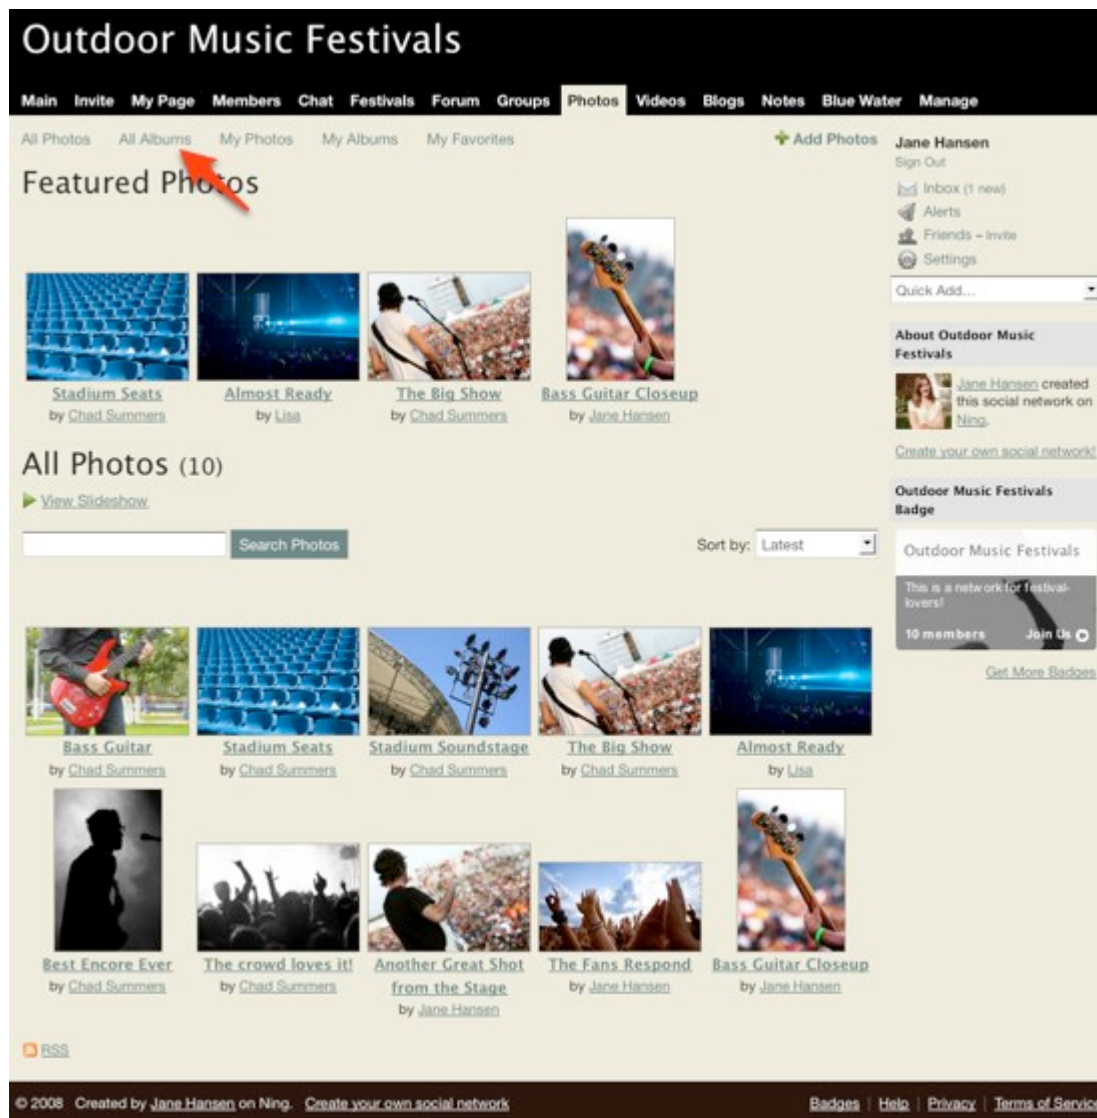 Outdoor Music Festivals
Main Invite My Page Members Chat Festivals Forum Groups Photos Videos Blogs Notes Blue Water Manage
All Photos All Albums My Photos My Albums My Favorites Add Photos
Featured Photos
Stadium Seats
by Chad Summers
Almost Ready
by Lisa
The Big Show
by Chad Summers
Bass Guitar Closeup
by Jane Hansen
All Photos (10)
View Slideshow
Search Photos
Sort by: Latest
Bass Guitar
by Chad Summers
Stadium Seats
by Chad Summers
Stadium Soundstage
by Chad Summers
The Big Show
by Chad Summers
Almost Ready
by Lisa
Best Encore Ever
by Chad Summers
The crowd loves it!
by Chad Summers
Another Great Shot
from the Stage
by Jane Hansen
The Fans Respond
by Jane Hansen
Bass Guitar Closeup
by Jane Hansen
RSS
Jane Hansen
Sign Out
Inbox (1 new)
Alerts
Friends – Invite
Settings
Quick Add...
About Outdoor Music
Festivals
Jane Hansen created
this social network on
Ning.
Create your own social network!
Outdoor Music Festivals
Badge
Outdoor Music Festivals
This is a network for festival-
lovers!
10 members Join Us
Get More Badges
© 2008 Created by Jane Hansen on Ning. Create your own social network
Badges | Help | Privacy | Terms of Service